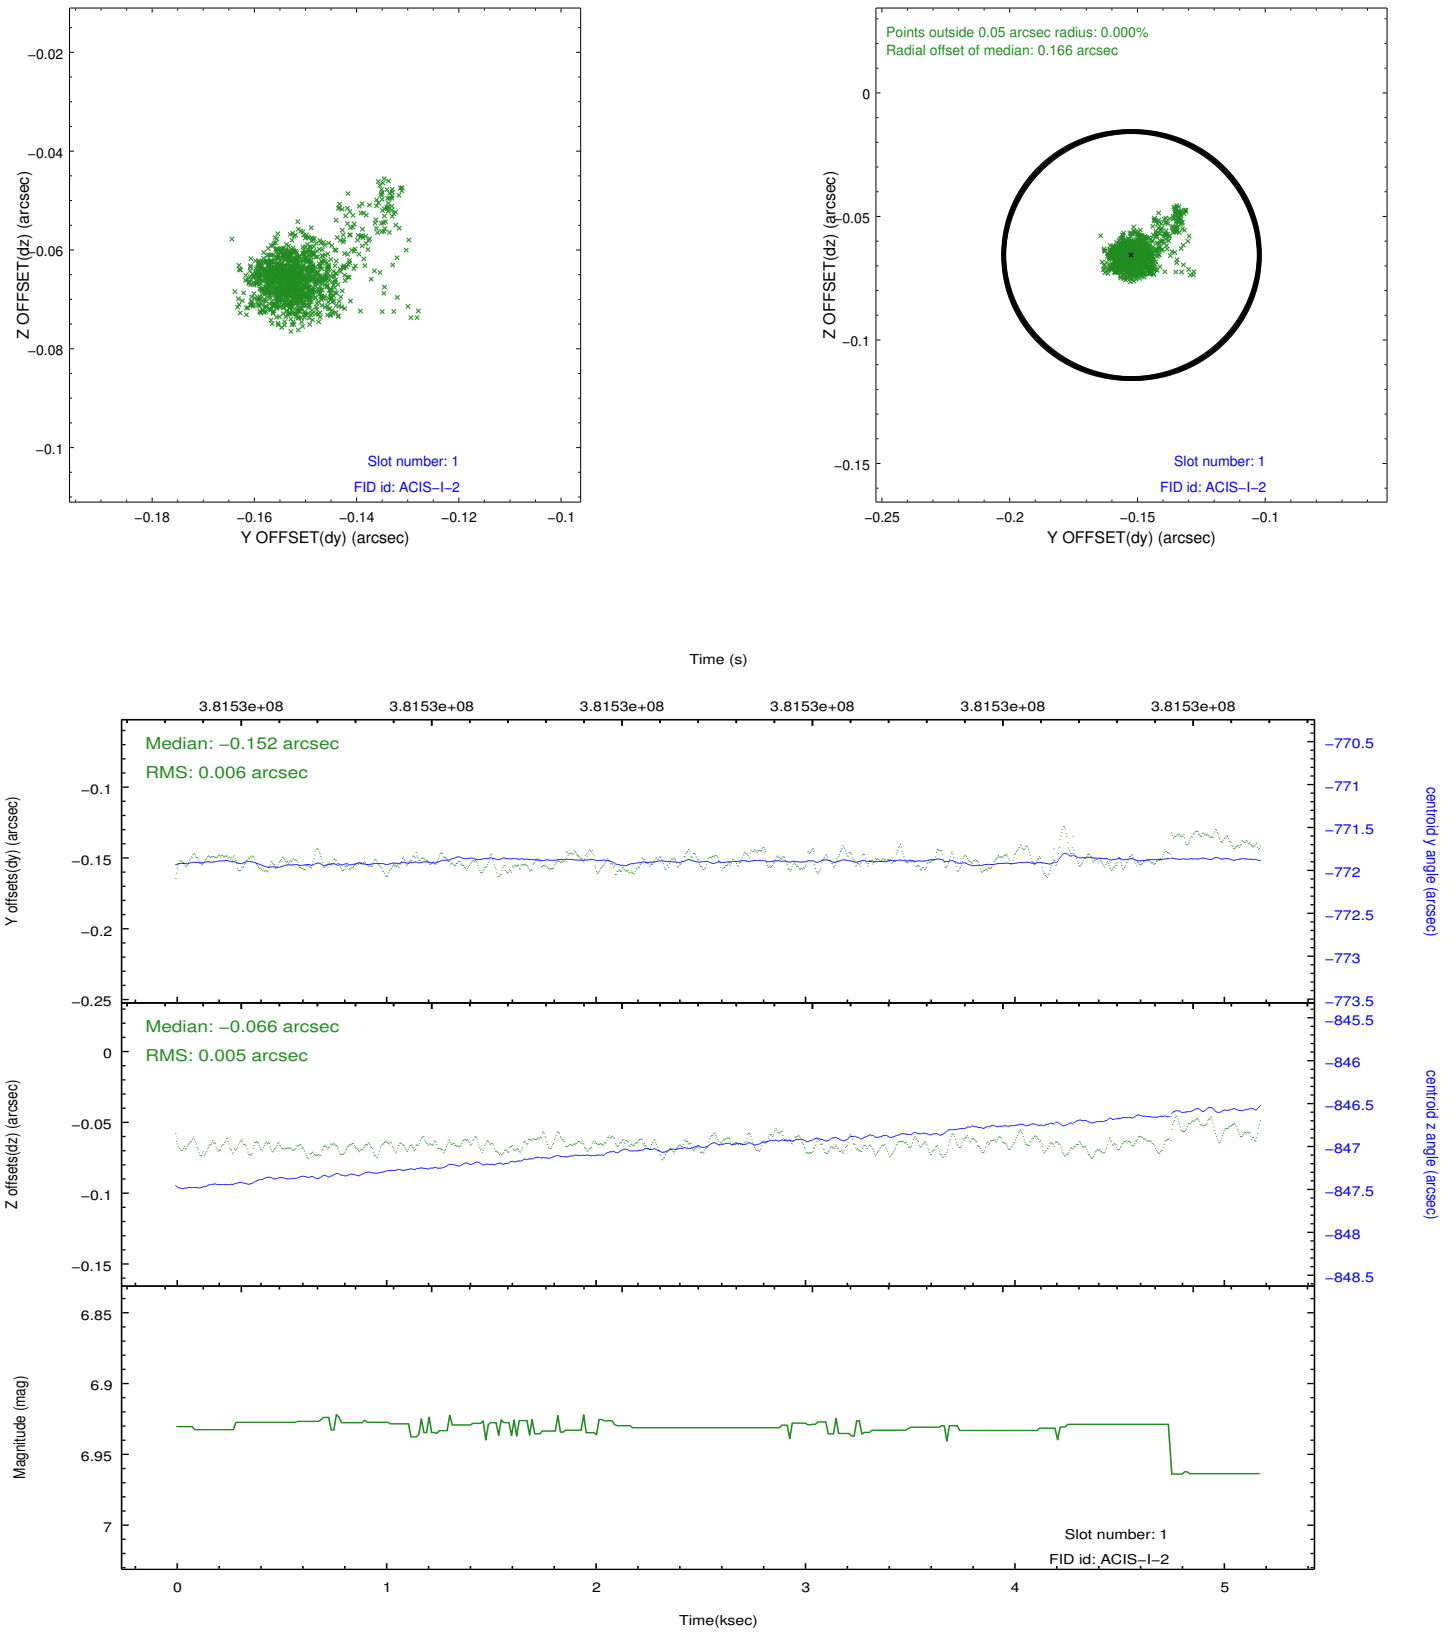 −0.02
−0.04
−0.06
−0.08
−0.1
Z OFFSET(dz) (arcsec)
Slot number: 1
FID id: ACIS−I−2
−0.18
−0.16
−0.14
−0.12
−0.1
Y OFFSET(dy) (arcsec)
Points outside 0.05 arcsec radius: 0.000%
Radial offset of median: 0.166 arcsec
0
−0.05
−0.1
−0.15
Z OFFSET(dz) (arcsec)
Slot number: 1
FID id: ACIS−I−2
−0.25
−0.2
−0.15
−0.1
Y OFFSET(dy) (arcsec)
Time (s)
3.8153e+08
3.8153e+08
3.8153e+08
3.8153e+08
3.8153e+08
3.8153e+08
Median: −0.152 arcsec
RMS: 0.006 arcsec
−0.1
−0.15
−0.2
−0.25
Y offsets(dy) (arcsec)
−770.5
−771
−771.5
−772
−772.5
−773
−773.5
centroid y angle (arcsec)
Median: −0.066 arcsec
RMS: 0.005 arcsec
0
−0.05
−0.1
−0.15
Z offsets(dz) (arcsec)
−845.5
−846
−846.5
−847
−847.5
−848
−848.5
centroid z angle (arcsec)
6.85
6.9
6.95
7
Magnitude (mag)
Slot number: 1
FID id: ACIS−I−2
0
1
2
3
4
5
Time(ksec)